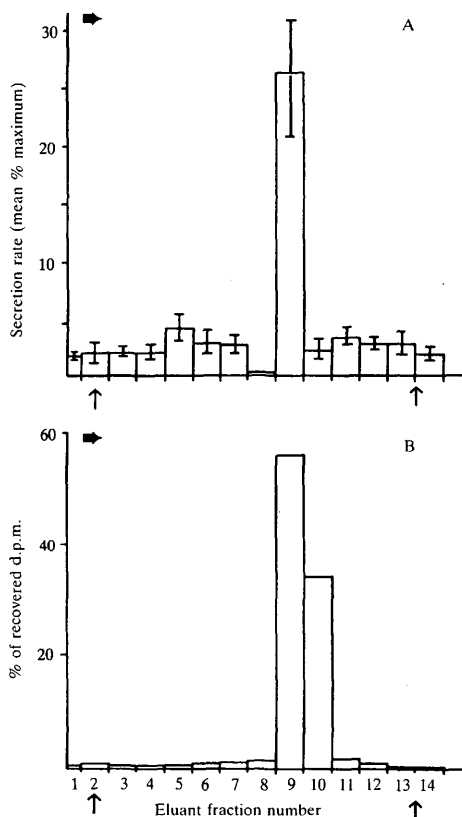 A
Secretion rate (mean % maximum)
30
20
10
B
% of recovered d.p.m.
60
40
20
1 2 3 4 5 6 7 8 9 10 11 12 13 14
Eluant fraction number